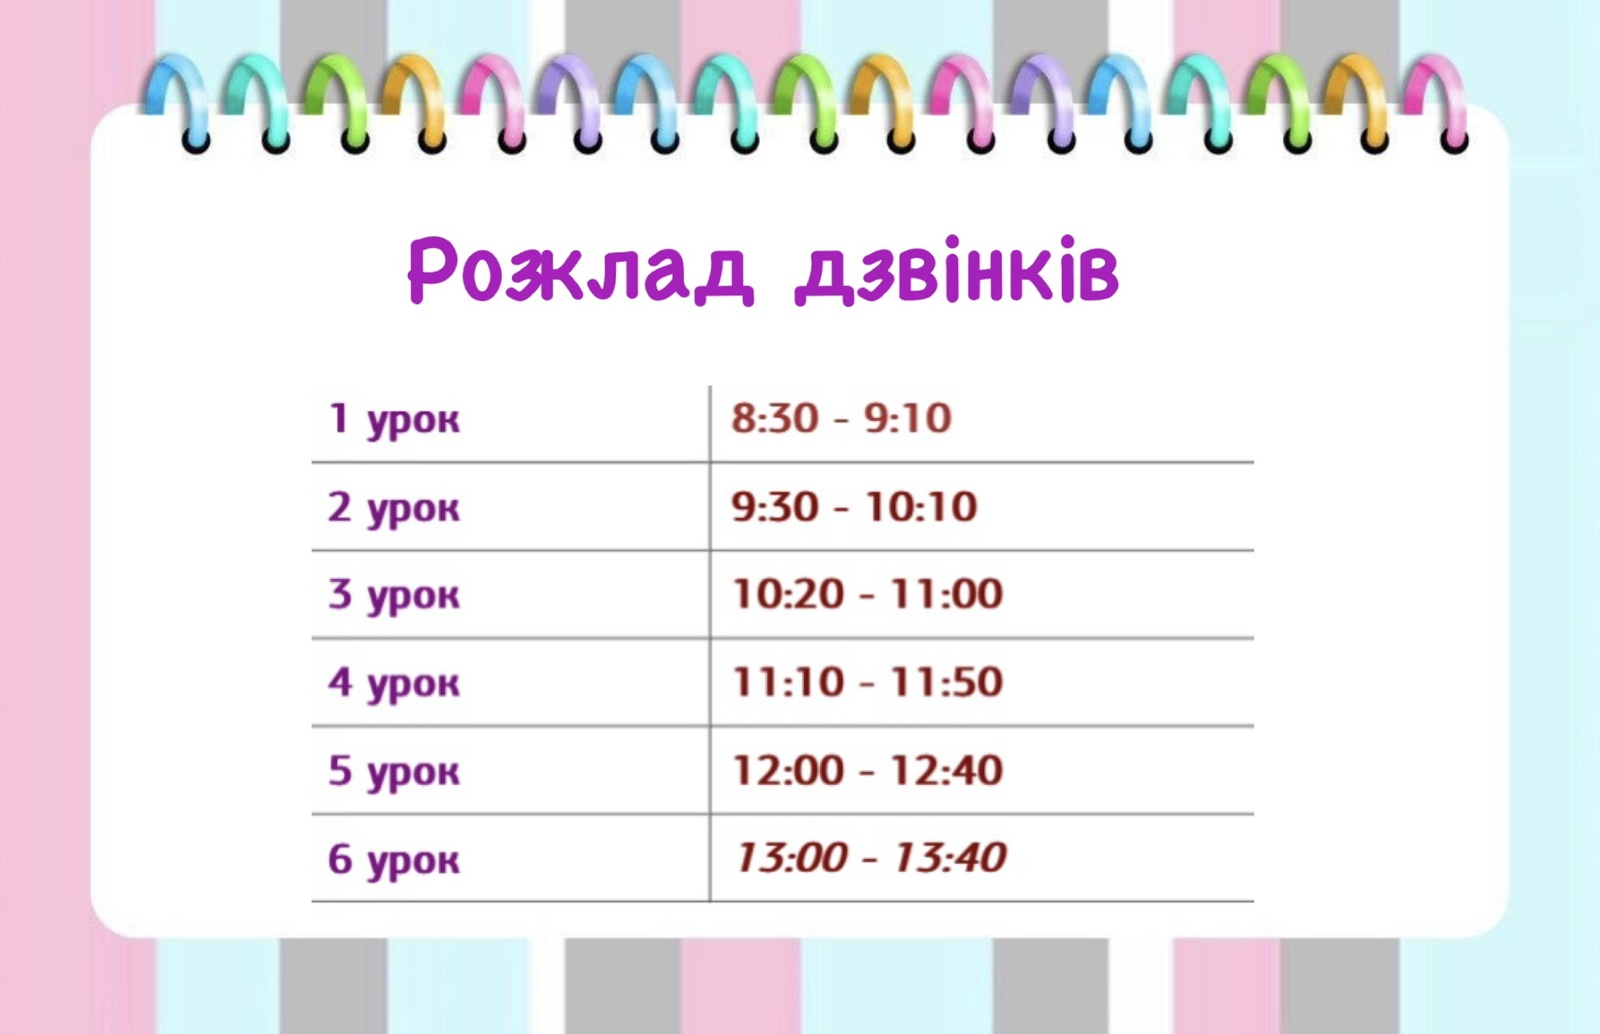 Розклад дзвінків
1 урок 8:30 - 9:10
2 урок 9:30 - 10:10
3 урок 10:20 - 11:00
4 урок 11:10 - 11:50
5 урок 12:00 - 12:40
6 урок 13:00 - 13:40